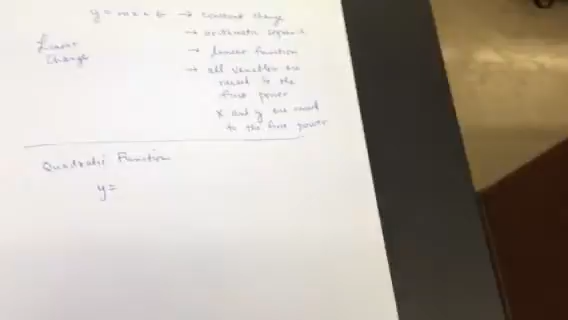 y = mx + b → constant change
Linear
Change
→ arithmetic sequence
→ linear function
→ all variables are
raised to the
first power
x and y are raised
to the first power
Quadratic Function
y =